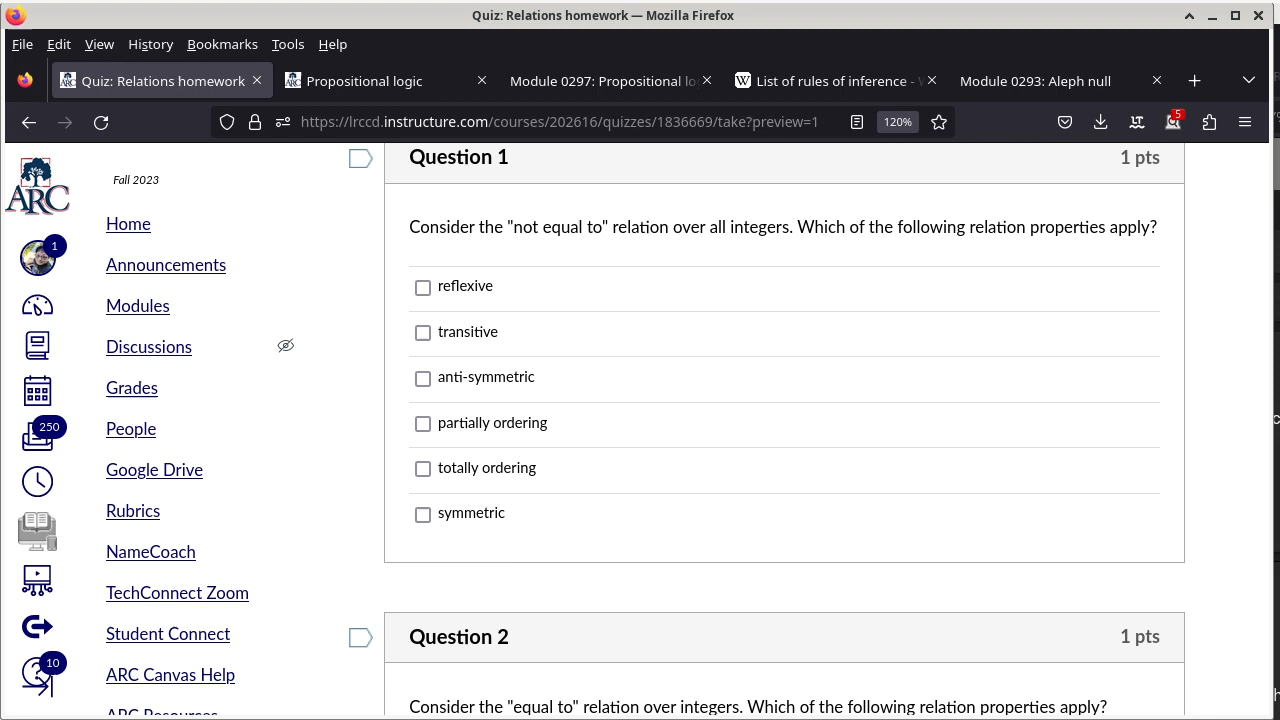 Quiz: Relations homework — Mozilla Firefox
File Edit View History Bookmarks Tools Help
Quiz: Relations homework Propositional logic Module 0297: Propositional lo List of rules of inference - Module 0293: Aleph null
https://lrccd.instructure.com/courses/202616/quizzes/1836669/take?preview=1 120% 5
ARC
Fall 2023
Home
1
Announcements
Modules
Discussions
Grades
250
People
Google Drive
Rubrics
NameCoach
TechConnect Zoom
Student Connect
10
ARC Canvas Help
ARC Resources
Question 1 1 pts
Consider the "not equal to" relation over all integers. Which of the following relation properties apply?
reflexive
transitive
anti-symmetric
partially ordering
totally ordering
symmetric
Question 2 1 pts
Consider the "equal to" relation over integers. Which of the following relation properties apply?